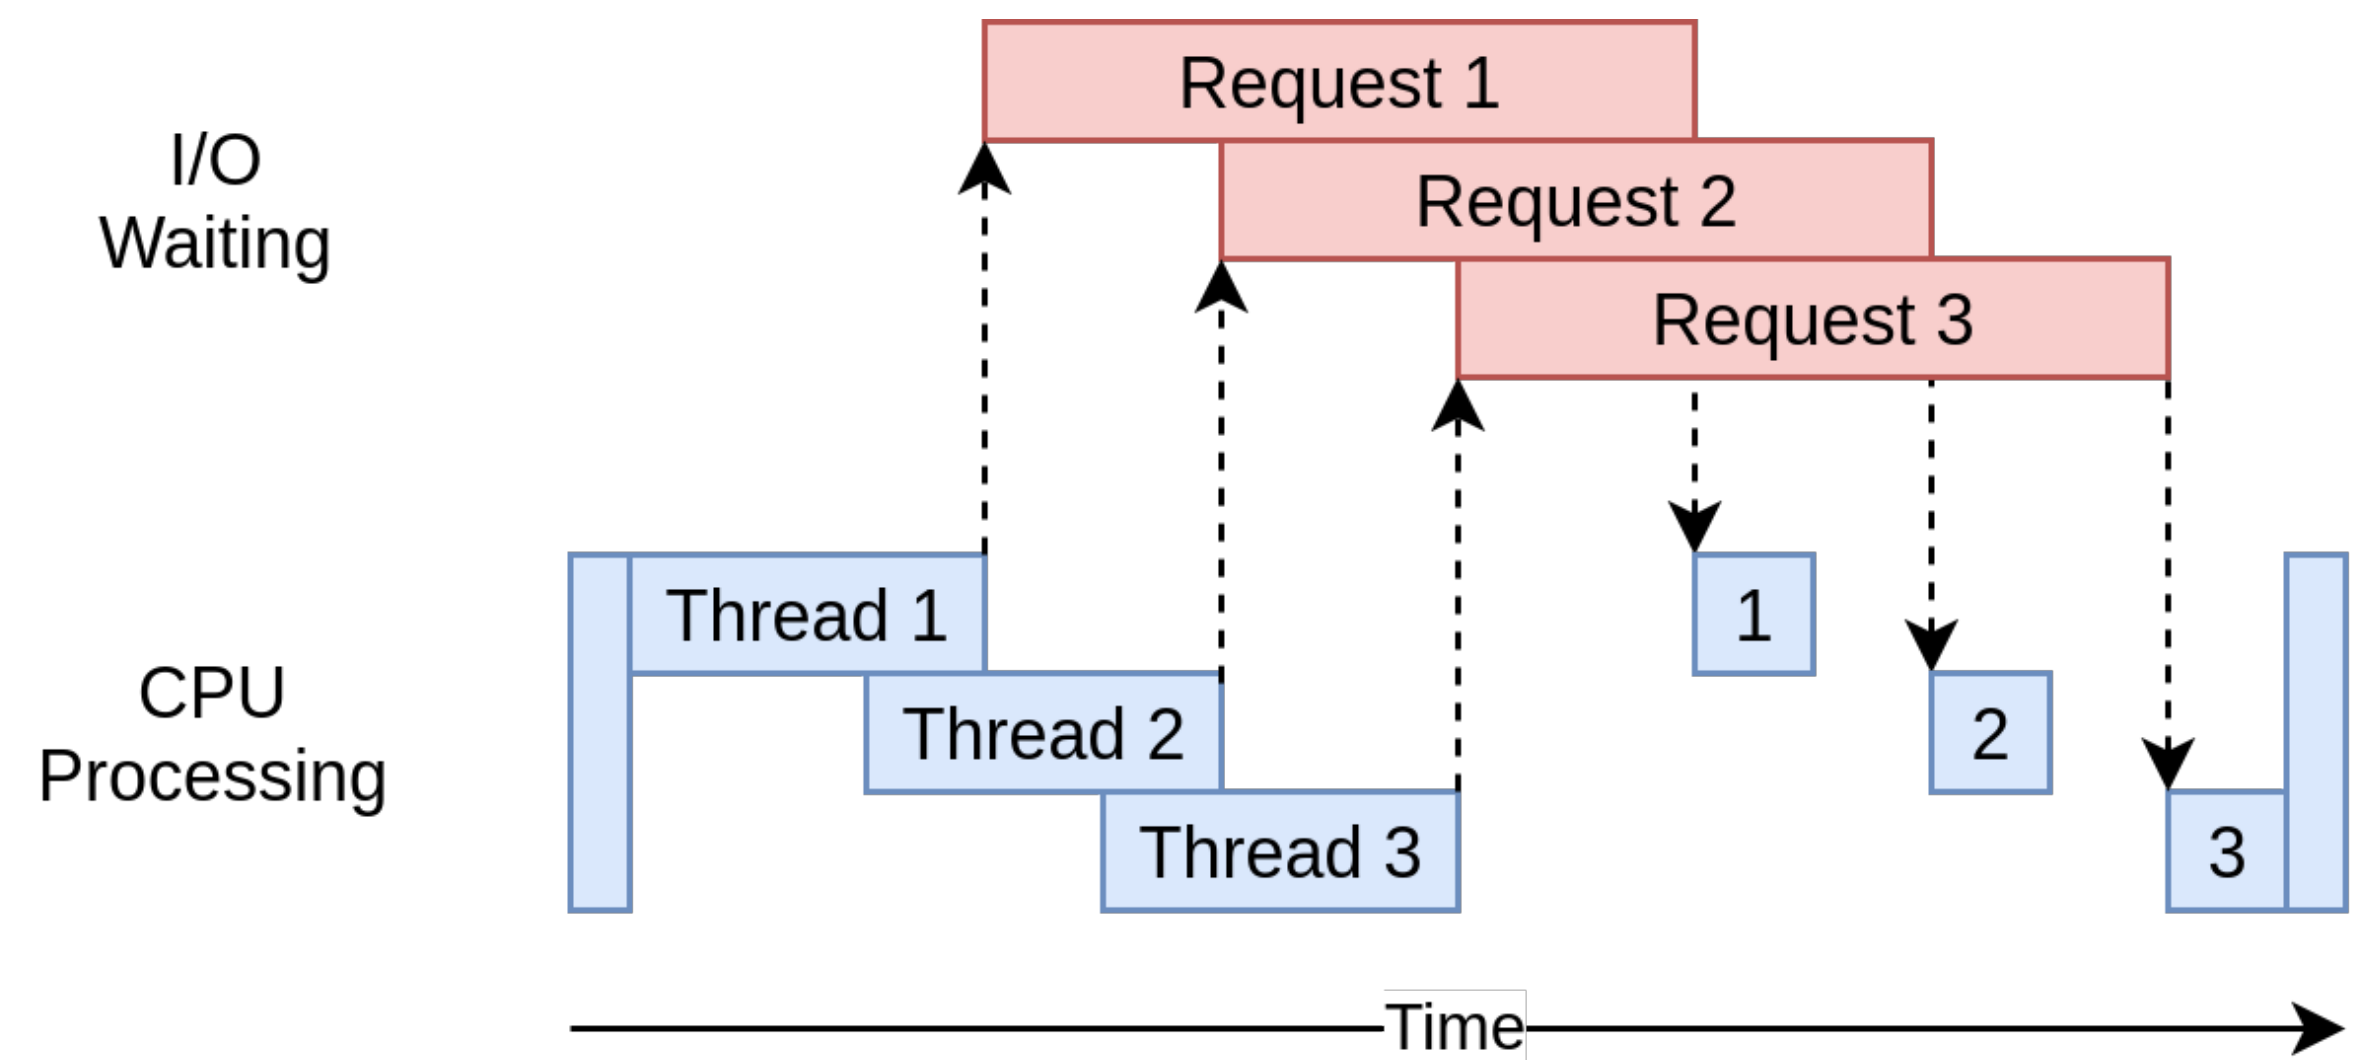 Request 1
I/O
Waiting
Request 2
Request 3
Thread 1
1
CPU
Processing
Thread 2
2
Thread 3
3
Time